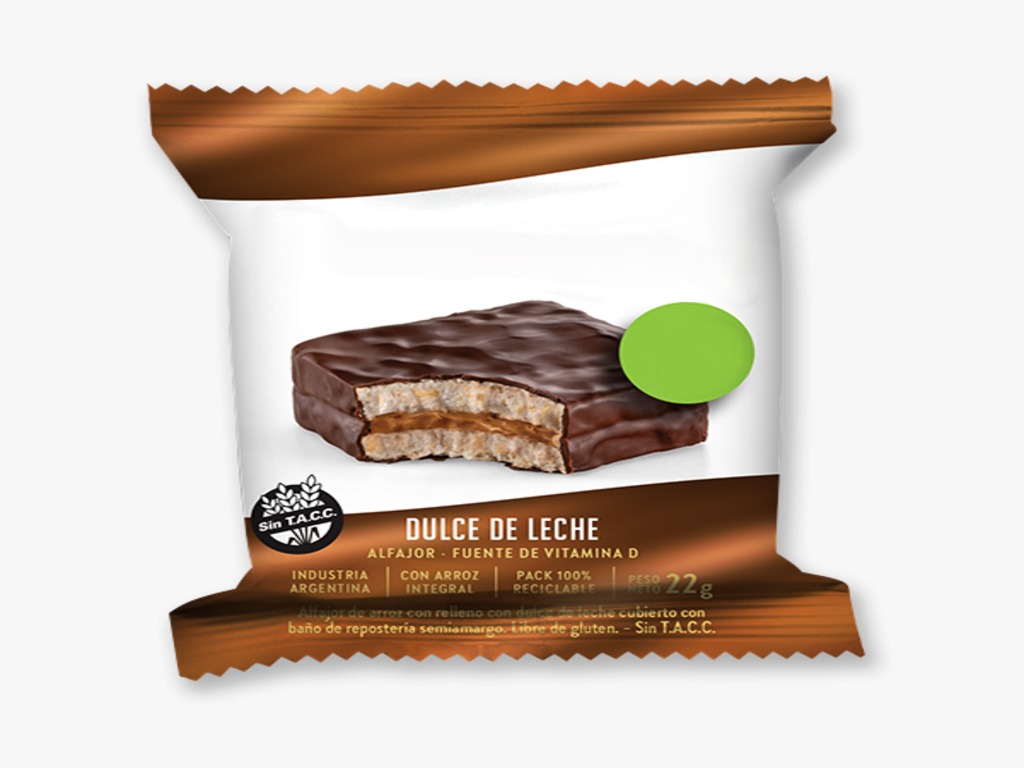 Sin T.A.C.C.
DULCE DE LECHE
ALFAJOR - FUENTE DE VITAMINA D
INDUSTRIA ARGENTINA
CON ARROZ INTEGRAL
PACK 100% RECICLABLE
PESO NETO 22g
Alfajor de arroz con relleno con dulce de leche cubierto con
baño de repostería semiamargo. Libre de gluten. - Sin T.A.C.C.